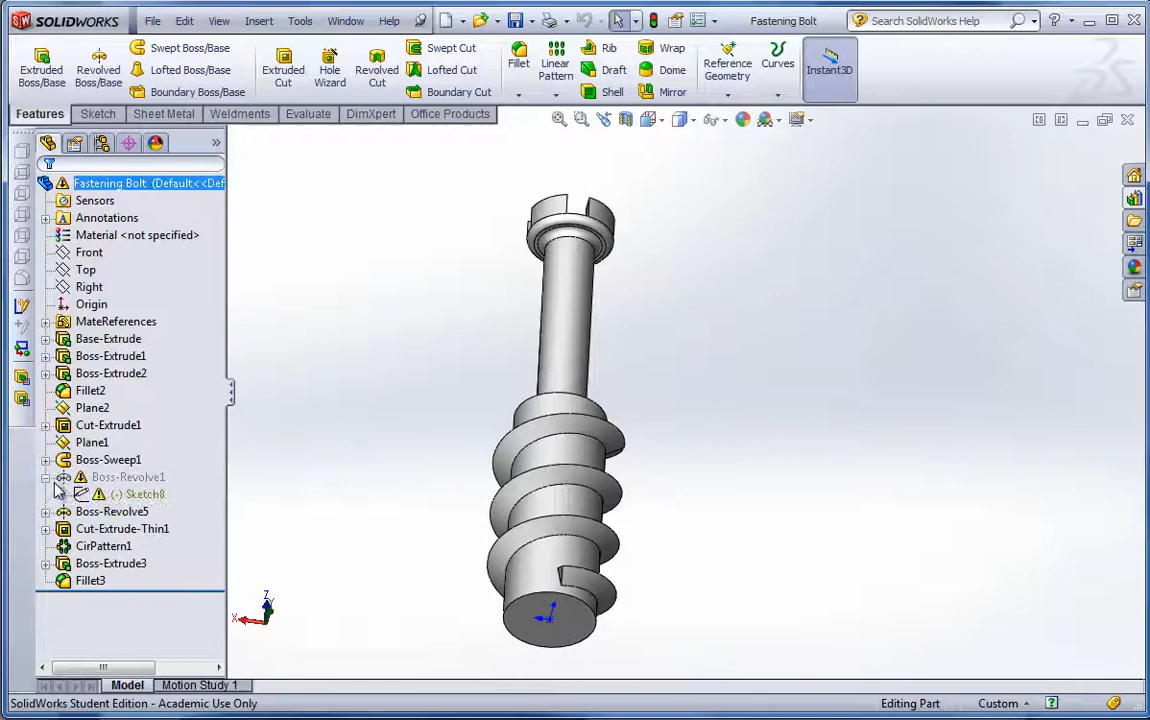 SOLIDWORKS File Edit View Insert Tools Window Help Fastening Bolt Search SolidWorks Help
Extruded Boss/Base
Revolved Boss/Base
Swept Boss/Base
Lofted Boss/Base
Boundary Boss/Base
Extruded Cut
Hole Wizard
Revolved Cut
Swept Cut
Lofted Cut
Boundary Cut
Fillet
Linear Pattern
Rib
Draft
Shell
Wrap
Dome
Mirror
Reference Geometry
Curves
Instant3D
Features Sketch Sheet Metal Weldments Evaluate DimXpert Office Products
Fastening Bolt (Default<<Def
Sensors
Annotations
Material <not specified>
Front
Top
Right
Origin
MateReferences
Base-Extrude
Boss-Extrude1
Boss-Extrude2
Fillet2
Plane2
Cut-Extrude1
Plane1
Boss-Sweep1
Boss-Revolve1
(-) Sketch8
Boss-Revolve5
Cut-Extrude-Thin1
CirPattern1
Boss-Extrude3
Fillet3
Z
X
Model Motion Study 1
SolidWorks Student Edition - Academic Use Only Editing Part Custom